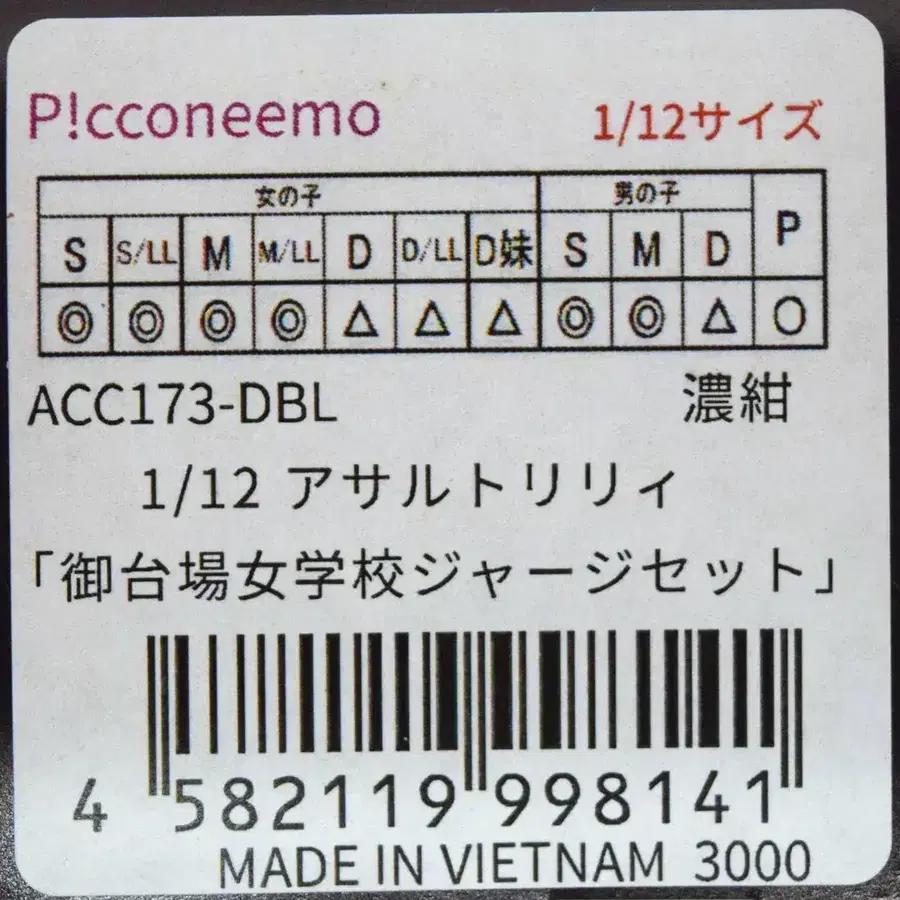 P!cconeemo 1/12サイズ
女の子 男の子 P
S S/LL M M/LL D D/LL D妹 S M D
◎ ◎ ◎ ◎ △ △ △ ◎ ◎ △ ○
ACC173-DBL 濃紺
1/12 アサルトリリィ
「御台場女学校ジャージセット」
4 582119 998141
MADE IN VIETNAM 3000